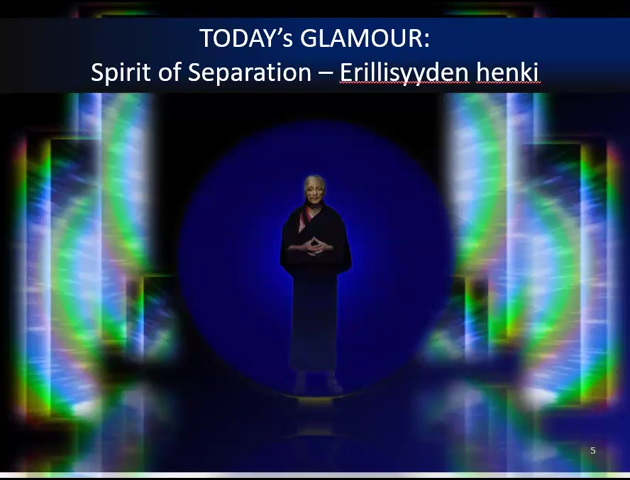 TODAY’s GLAMOUR:
Spirit of Separation – Erillisyyden henki
5